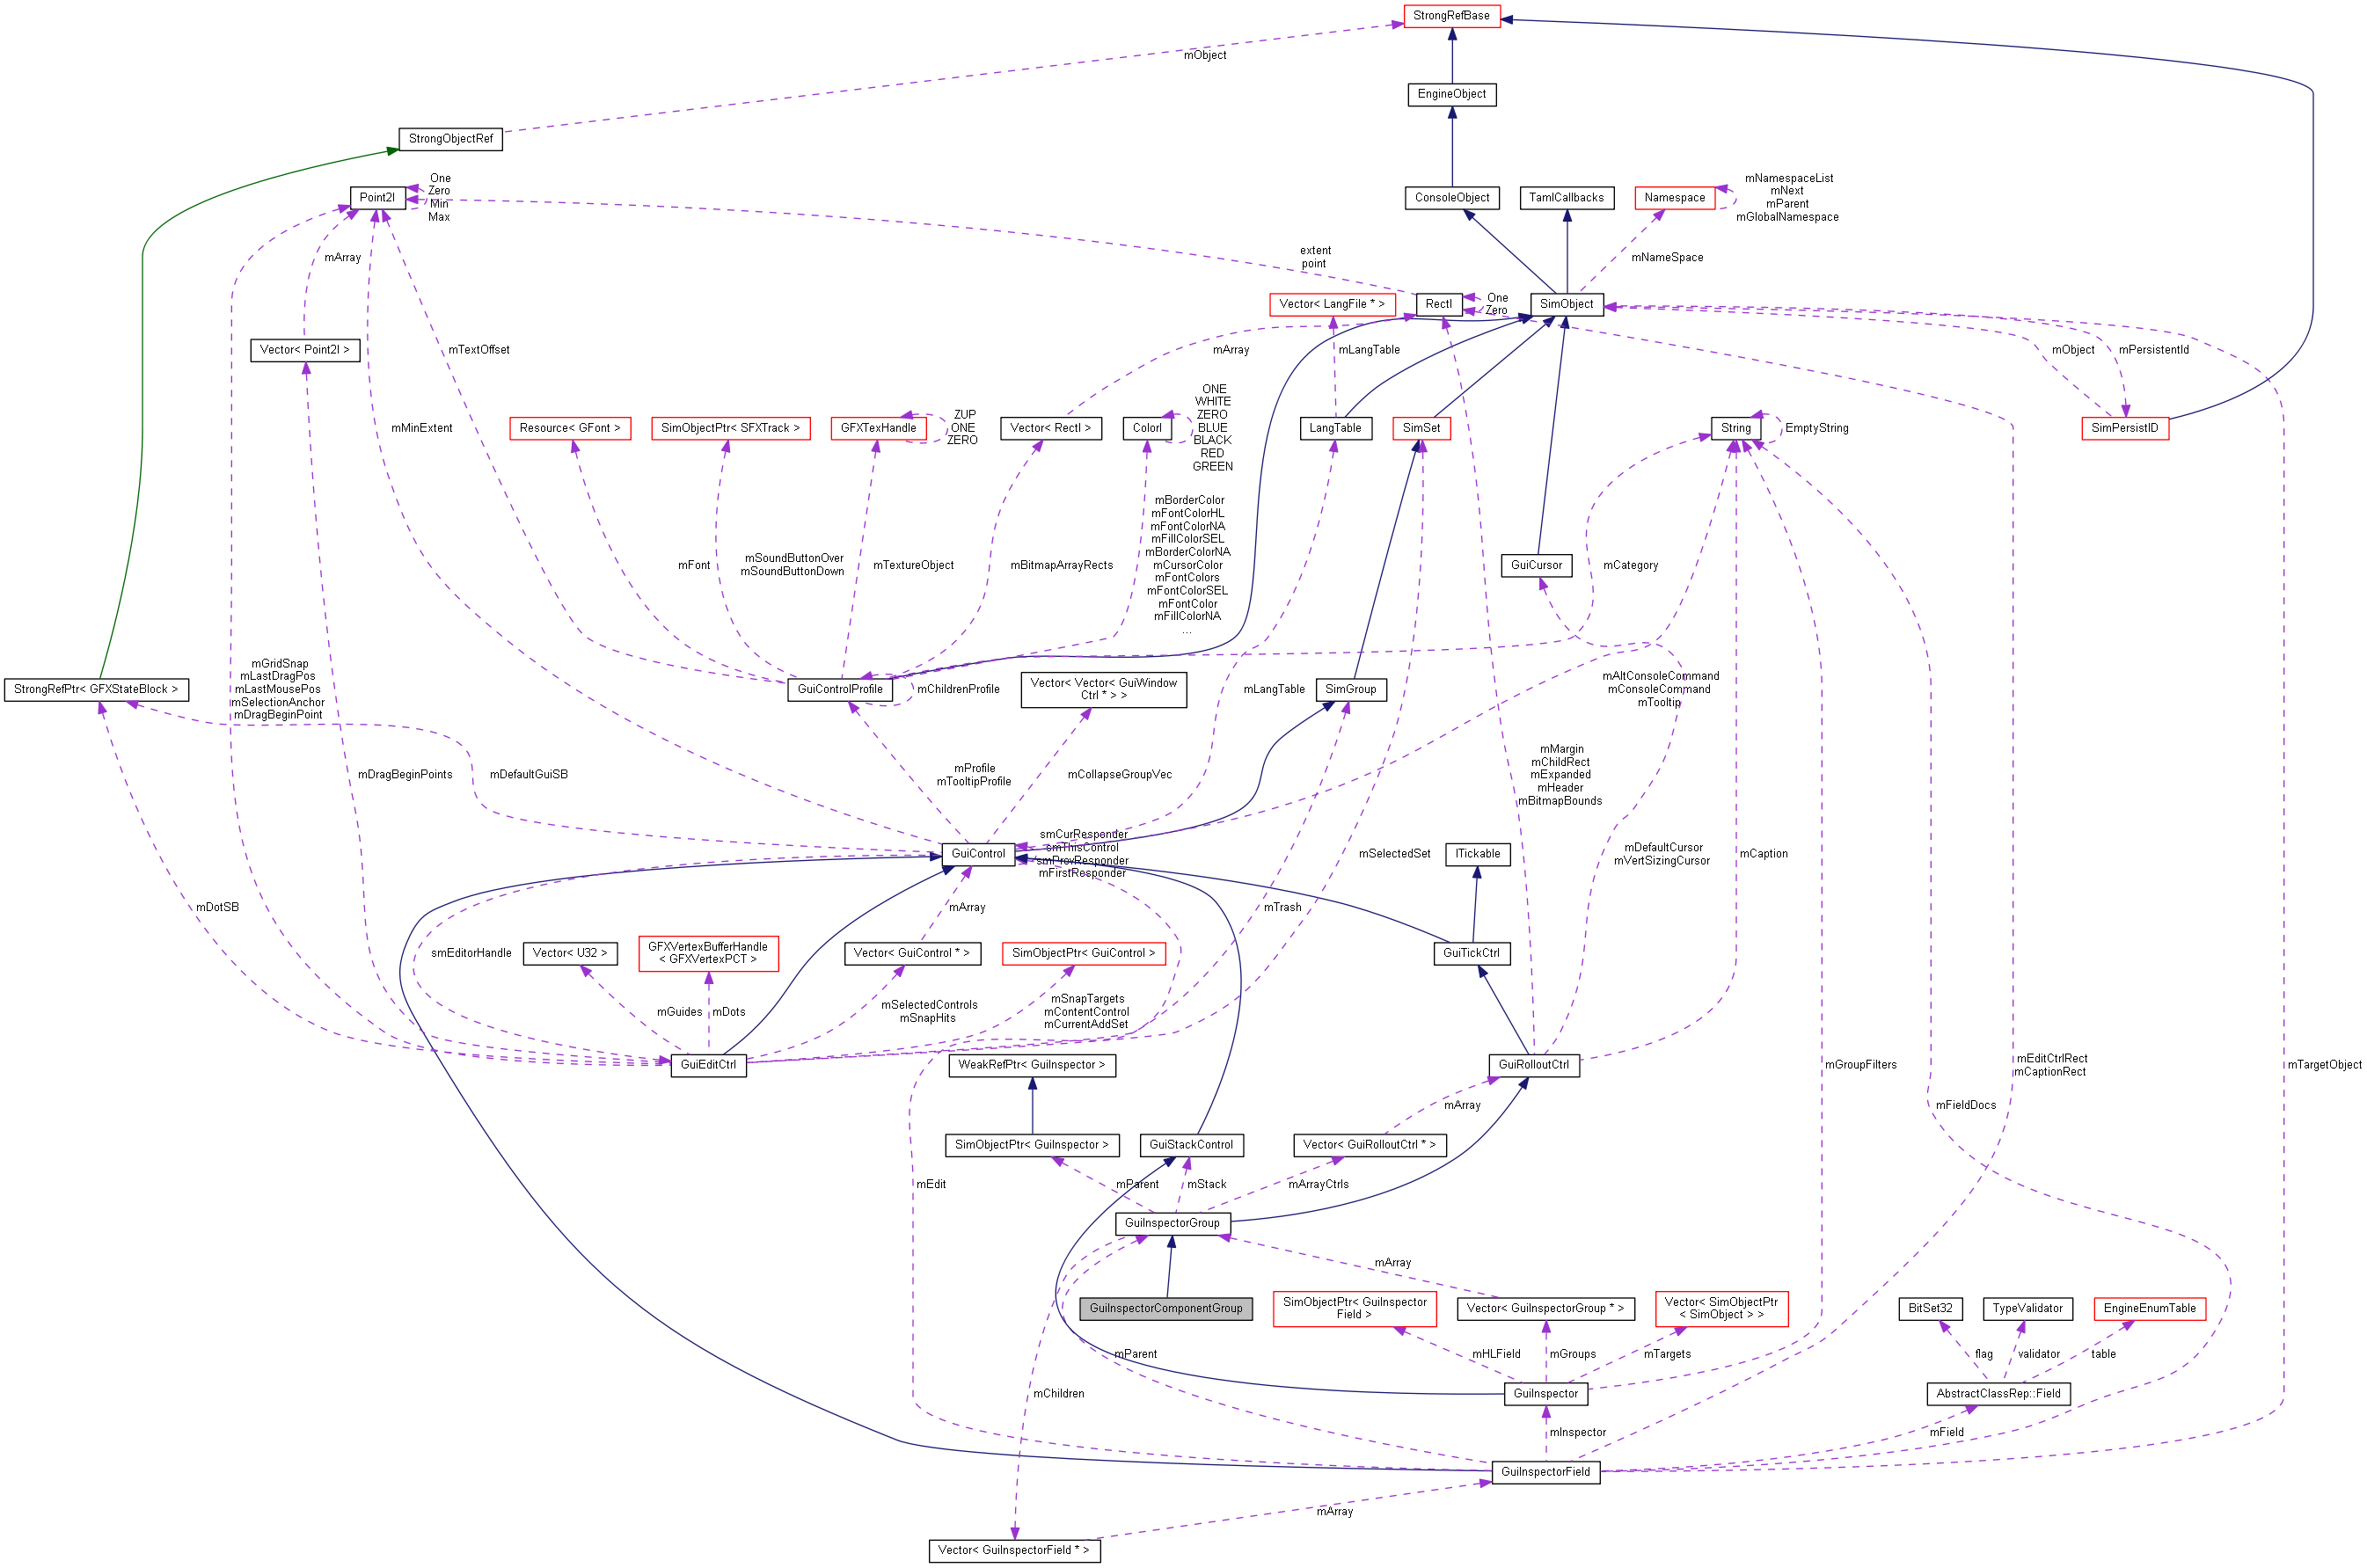 StrongRefBase
mObject
EngineObject
StrongObjectRef
One
Zero
Min
Max
Point2I
ConsoleObject
TamlCallbacks
Namespace
mNamespaceList
mNext
mParent
mGlobalNamespace
mArray
extent
point
mNameSpace
Vector< LangFile * >
RectI
One
Zero
SimObject
Vector< Point2I >
mTextOffset
mArray
mLangTable
mObject
mPersistentId
ONE
WHITE
ZERO
BLUE
BLACK
RED
GREEN
mMinExtent
Resource< GFont >
SimObjectPtr< SFXTrack >
GFXTexHandle
ZUP
ONE
ZERO
Vector< RectI >
ColorI
LangTable
SimSet
String
EmptyString
SimPersistID
mBorderColor
mFontColorHL
mFontColorNA
mFillColorSEL
mBorderColorNA
mCursorColor
mFontColors
mFontColorSEL
mFontColor
mFillColorNA
...
mFont
mSoundButtonOver
mSoundButtonDown
mTextureObject
mBitmapArrayRects
GuiCursor
mCategory
mGridSnap
mLastDragPos
mLastMousePos
mSelectionAnchor
mDragBeginPoint
StrongRefPtr< GFXStateBlock >
GuiControlProfile
mChildrenProfile
Vector< Vector< GuiWindow
Ctrl * > >
mLangTable
SimGroup
mAltConsoleCommand
mConsoleCommand
mTooltip
mDragBeginPoints
mDefaultGuiSB
mProfile
mTooltipProfile
mCollapseGroupVec
mMargin
mChildRect
mExpanded
mHeader
mBitmapBounds
GuiControl
smCurResponder
smThisControl
smPrevResponder
mFirstResponder
mSelectedSet
ITickable
mDefaultCursor
mVertSizingCursor
mCaption
mDotSB
mArray
mTrash
smEditorHandle
Vector< U32 >
GFXVertexBufferHandle
< GFXVertexPCT >
Vector< GuiControl * >
SimObjectPtr< GuiControl >
GuiTickCtrl
mGuides
mDots
mSelectedControls
mSnapHits
mSnapTargets
mContentControl
mCurrentAddSet
GuiEditCtrl
WeakRefPtr< GuiInspector >
GuiRolloutCtrl
mGroupFilters
mEditCtrlRect
mCaptionRect
mTargetObject
mArray
mFieldDocs
SimObjectPtr< GuiInspector >
GuiStackControl
Vector< GuiRolloutCtrl * >
mEdit
mParent
mStack
mArrayCtrls
GuiInspectorGroup
mArray
GuiInspectorComponentGroup
SimObjectPtr< GuiInspector
Field >
Vector< GuiInspectorGroup * >
Vector< SimObjectPtr
< SimObject > >
BitSet32
TypeValidator
EngineEnumTable
mParent
mHLField
mGroups
mTargets
flag
validator
table
mChildren
GuiInspector
AbstractClassRep::Field
mInspector
mField
GuiInspectorField
mArray
Vector< GuiInspectorField * >